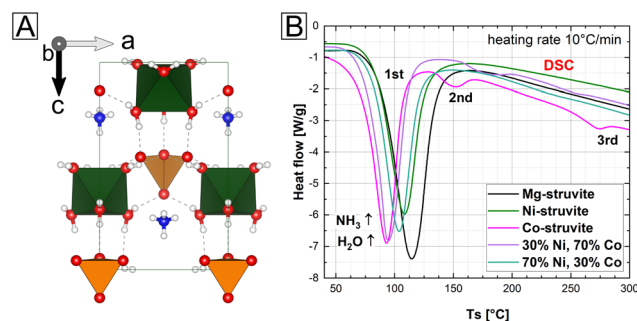 A
b
a
c
B
heating rate 10°C/min
DSC
1st
2nd
3rd
NH₃ ↑
H₂O ↑
Mg-struvite
Ni-struvite
Co-struvite
30% Ni, 70% Co
70% Ni, 30% Co
Heat flow [W/g]
0
-1
-2
-3
-4
-5
-6
-7
-8
50
100
150
200
250
300
Ts [°C]